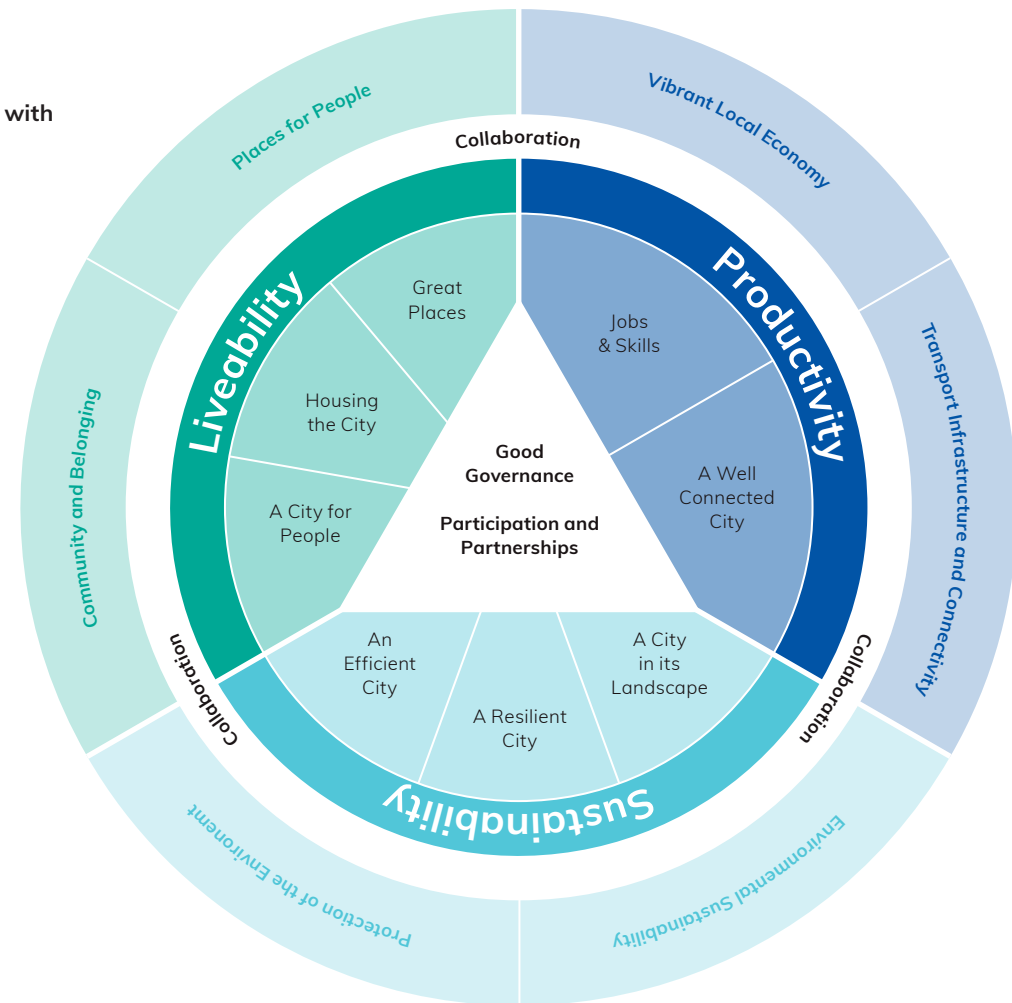 with
Places for People
Vibrant Local Economy
Collaboration
Liveability
Productivity
Great
Places
Jobs
& Skills
Housing
the City
Community and Belonging
Transport Infrastructure and Connectivity
Good
Governance
A Well
Connected
City
A City for
People
Participation and
Partnerships
An
Efficient
City
A City
in its
Landscape
A Resilient
City
Collaboration
Collaboration
Sustainability
Protection of the Environemt
Environmental Sustainability